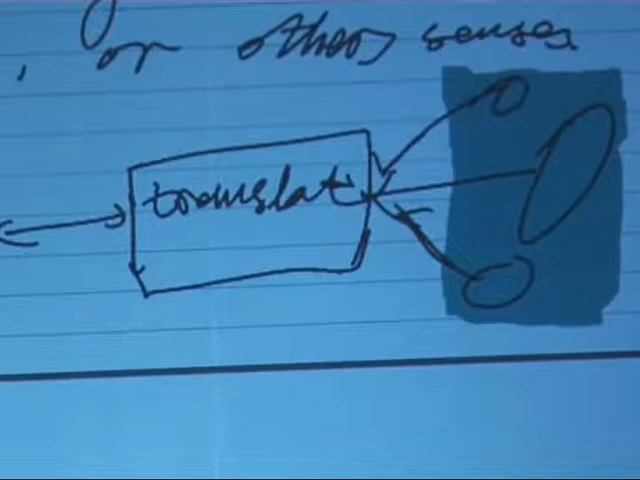 , or others senses
translat